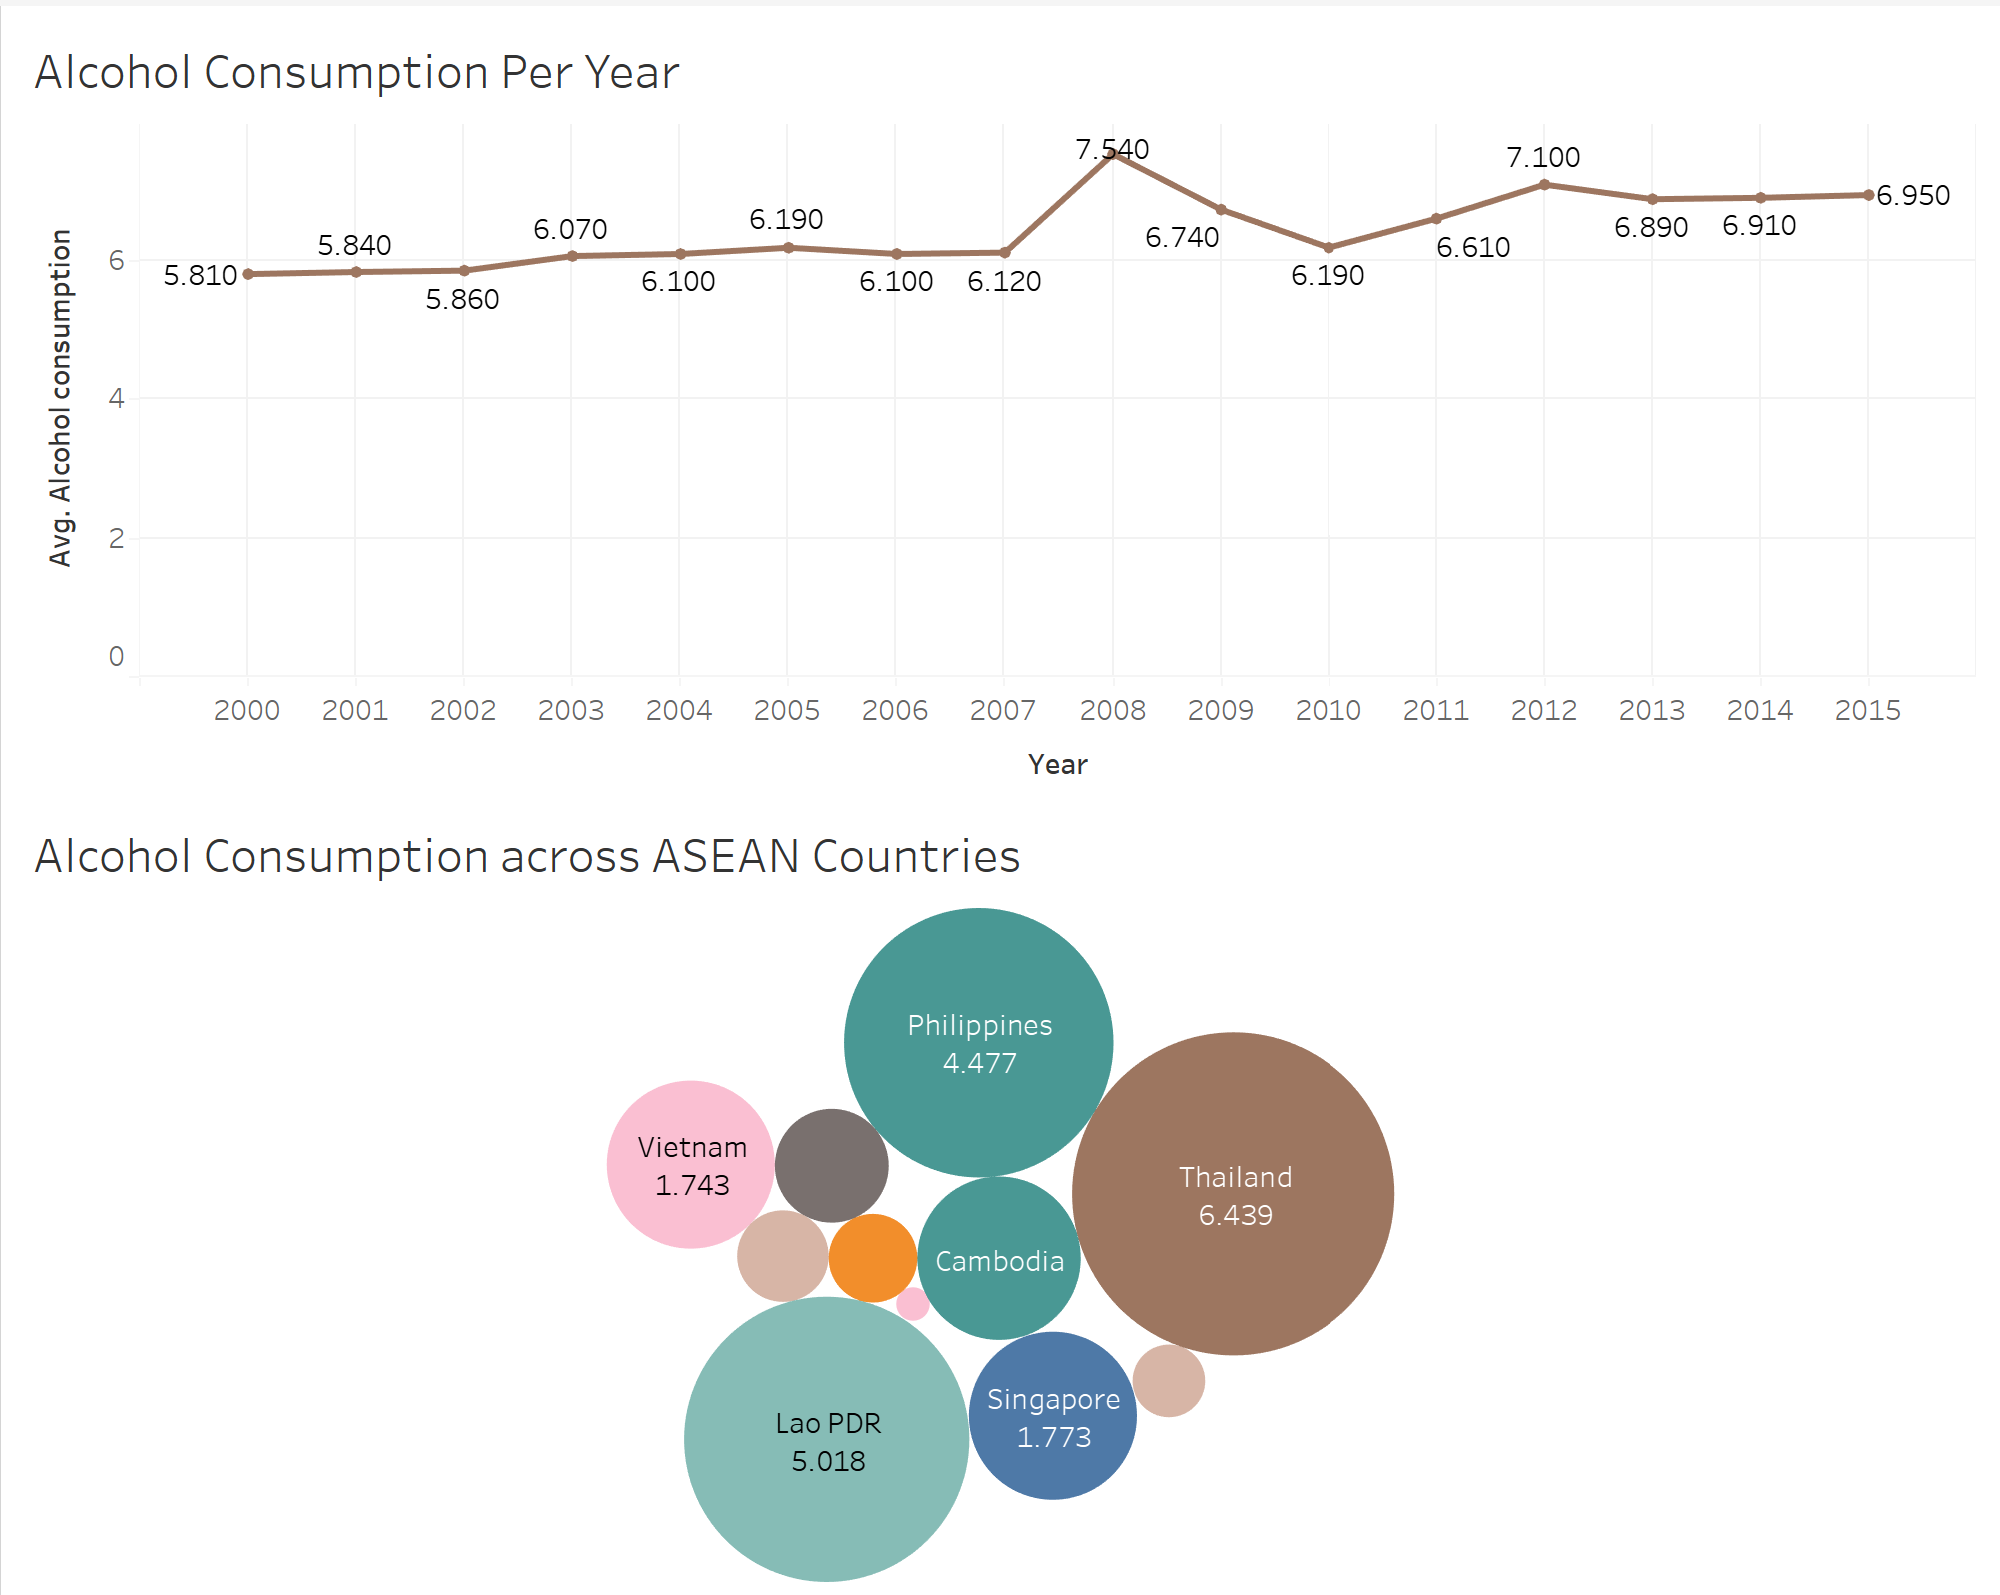 Alcohol Consumption Per Year
Avg. Alcohol consumption
6
4
2
0
5.810
5.840
5.860
6.070
6.100
6.190
6.100
6.120
7.540
6.740
6.190
6.610
7.100
6.890
6.910
6.950
2000 2001 2002 2003 2004 2005 2006 2007 2008 2009 2010 2011 2012 2013 2014 2015
Year
Alcohol Consumption across ASEAN Countries
Philippines
4.477
Vietnam
1.743
Thailand
6.439
Cambodia
Singapore
1.773
Lao PDR
5.018